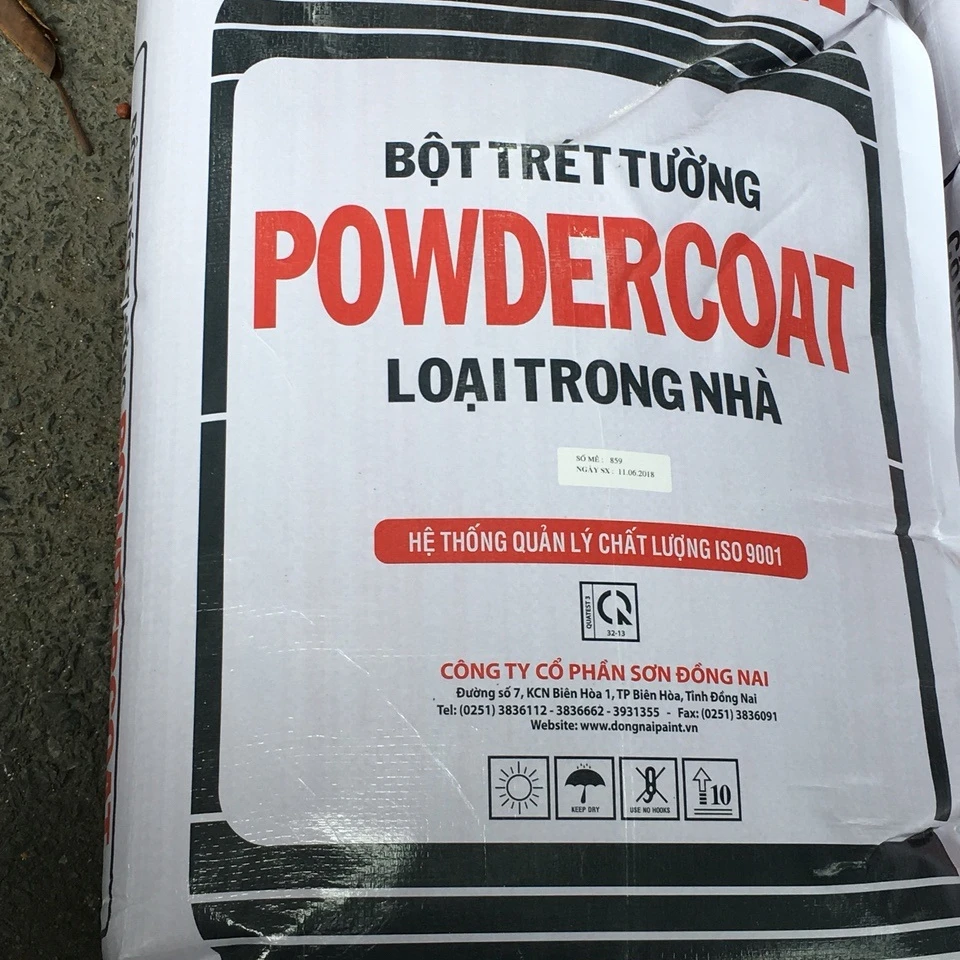 BỘT TRÉT TƯỜNG
POWDERCOAT
LOẠI TRONG NHÀ
SỐ MẺ : 859
NGÀY SX : 11.06.2018
HỆ THỐNG QUẢN LÝ CHẤT LƯỢNG ISO 9001
QUATEST 3
32-13
CÔNG TY CỔ PHẦN SƠN ĐỒNG NAI
Đường số 7, KCN Biên Hòa 1, TP Biên Hòa, Tỉnh Đồng Nai
Tel: (0251) 3836112 - 3836662 - 3931355 - Fax: (0251) 3836091
Website: www.dongnaipaint.vn
KEEP DRY
USE NO HOOKS
10
POWDERCOAT